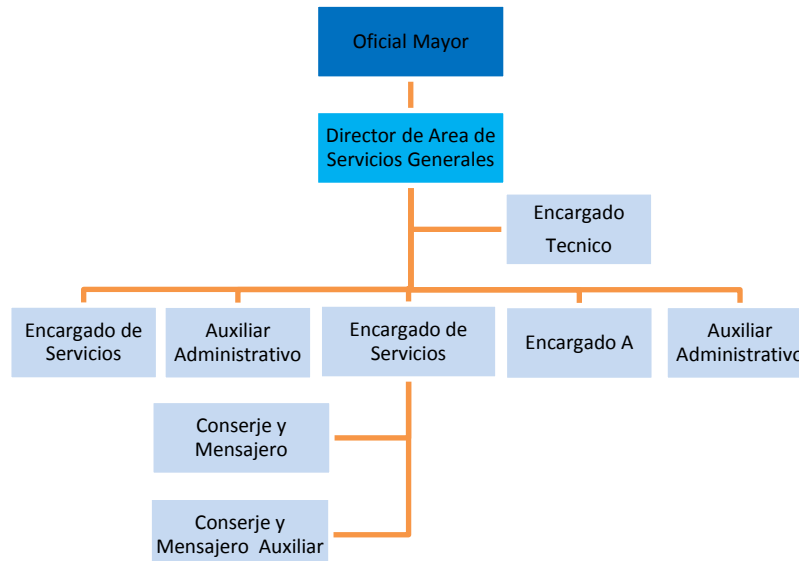 Oficial Mayor
Director de Area de
Servicios Generales
Encargado
Tecnico
Encargado de
Servicios
Auxiliar
Administrativo
Encargado de
Servicios
Encargado A
Auxiliar
Administrativo
Conserje y
Mensajero
Conserje y
Mensajero Auxiliar